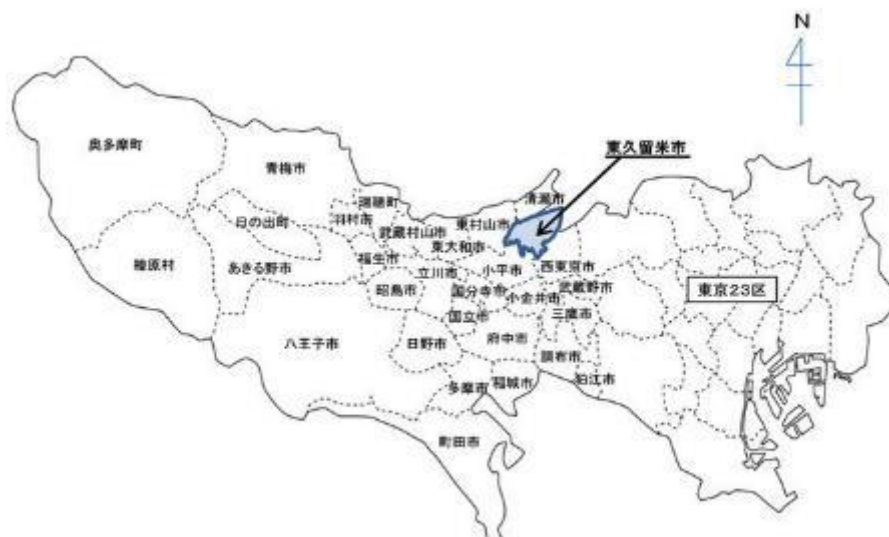 N
東久留米市
奥多摩町
青梅市
清瀬市
瑞穂町
日の出町
羽村市
武蔵村山市
東村山市
東大和市
檜原村
あきる野市
福生市
立川市
小平市
西東京市
昭島市
国分寺市
小金井市
武蔵野市
東京23区
国立市
三鷹市
八王子市
日野市
府中市
調布市
多摩市
稲城市
狛江市
町田市